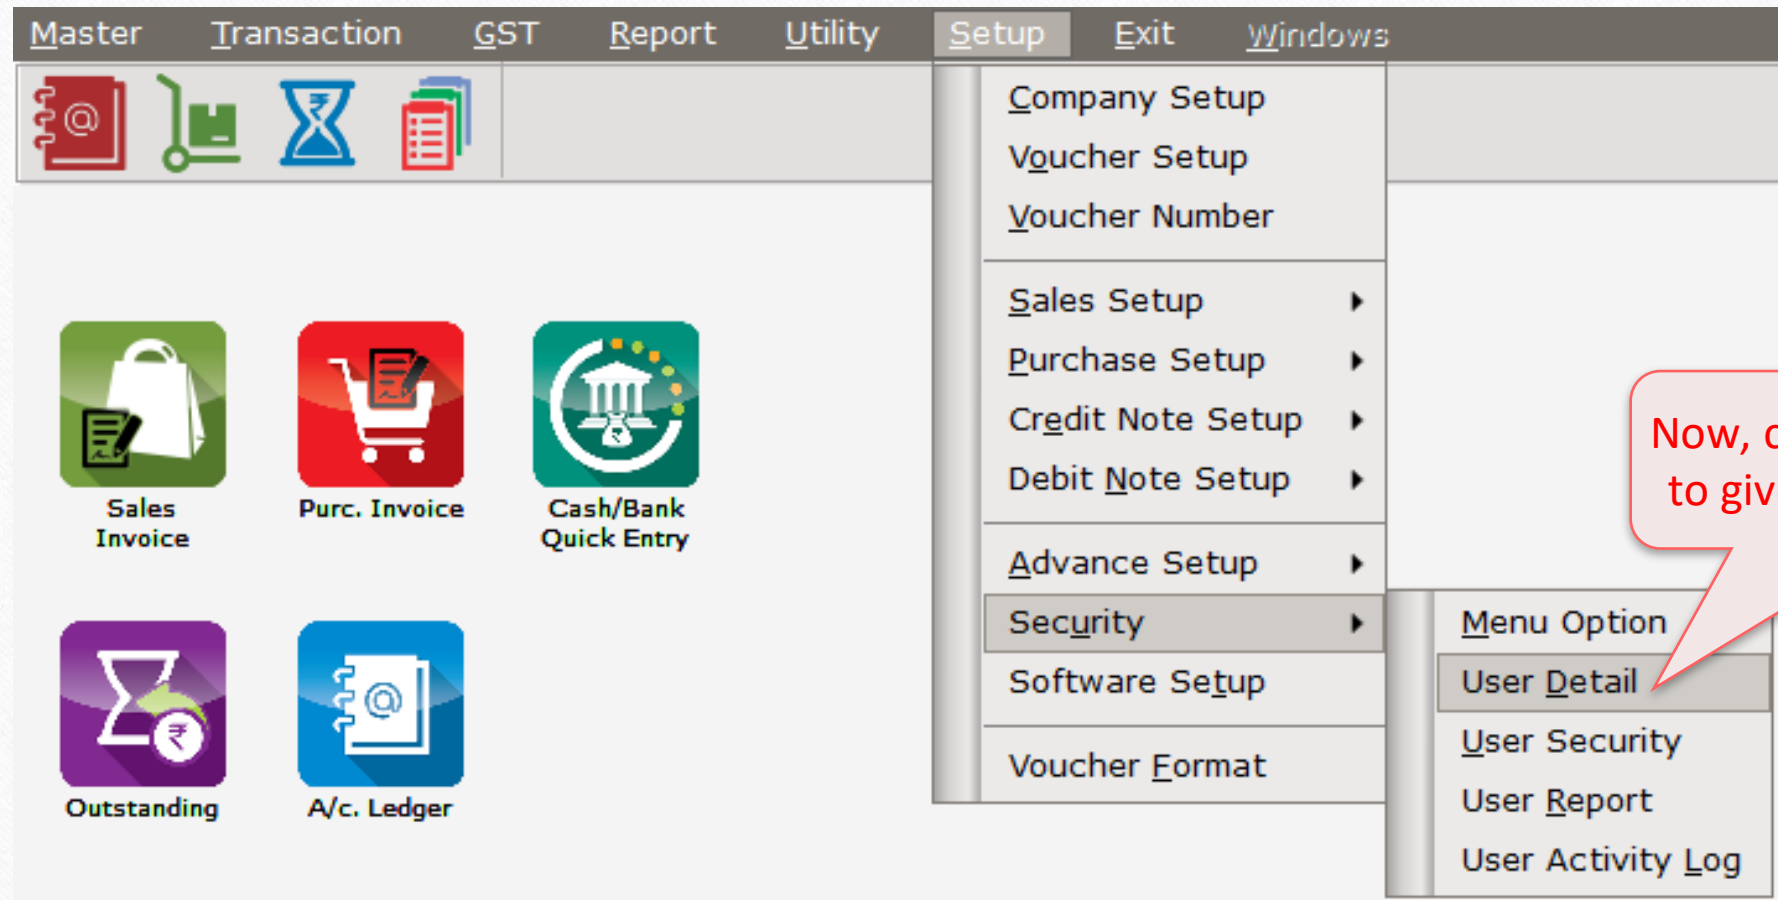 Master Transaction GST Report Utility Setup Exit Windows
Company Setup
Voucher Setup
Voucher Number
Sales Setup
Purchase Setup
Credit Note Setup
Debit Note Setup
Advance Setup
Security
Software Setup
Voucher Format
Menu Option
User Detail
User Security
User Report
User Activity Log
Now,
to
Sales
Invoice
Purc. Invoice
Cash/Bank
Quick Entry
Outstanding
A/c. Ledger